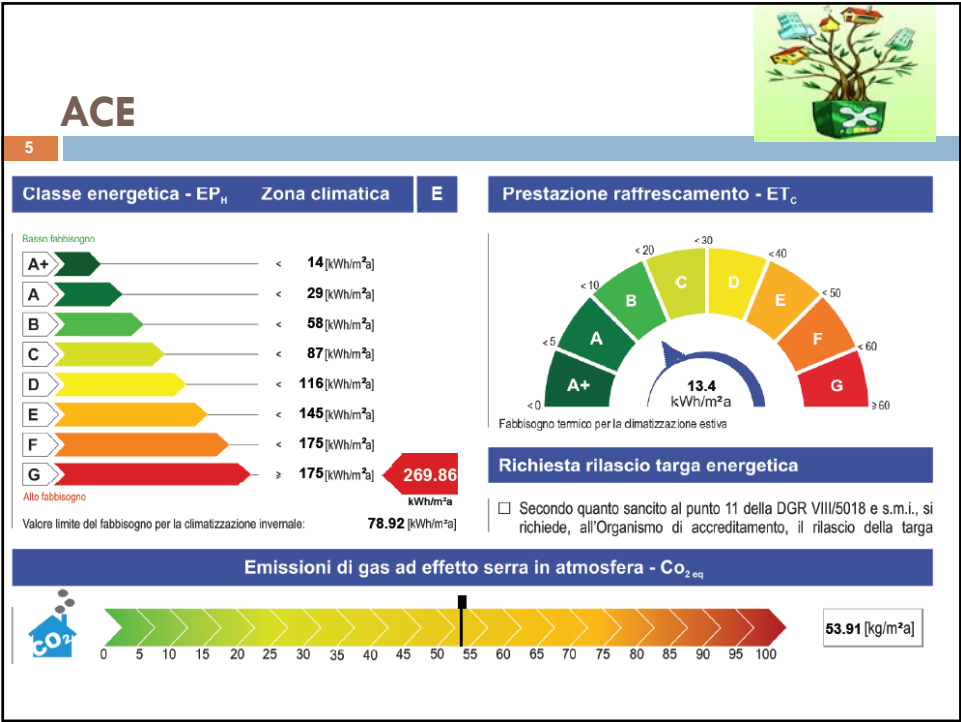 ACE
5
Classe energetica - EPH Zona climatica E
Basso fabbisogno
A+ < 14 [kWh/m²a]
A < 29 [kWh/m²a]
B < 58 [kWh/m²a]
C < 87 [kWh/m²a]
D < 116 [kWh/m²a]
E < 145 [kWh/m²a]
F < 175 [kWh/m²a]
G ≥ 175 [kWh/m²a] 269.86
kWh/m²a
Alto fabbisogno
Valore limite del fabbisogno per la climatizzazione invernale: 78.92 [kWh/m²a]
Prestazione raffrescamento - ETC
<0 A+ <5 A <10 B <20 C <30 D <40 E <50 F <60 G ≥60
13.4
kWh/m²a
Fabbisogno termico per la climatizzazione estiva
Richiesta rilascio targa energetica
☐ Secondo quanto sancito al punto 11 della DGR VIII/5018 e s.m.i., si
richiede, all'Organismo di accreditamento, il rilascio della targa
Emissioni di gas ad effetto serra in atmosfera - Co2 eq
CO2
0 5 10 15 20 25 30 35 40 45 50 55 60 65 70 75 80 85 90 95 100
53.91 [kg/m²a]